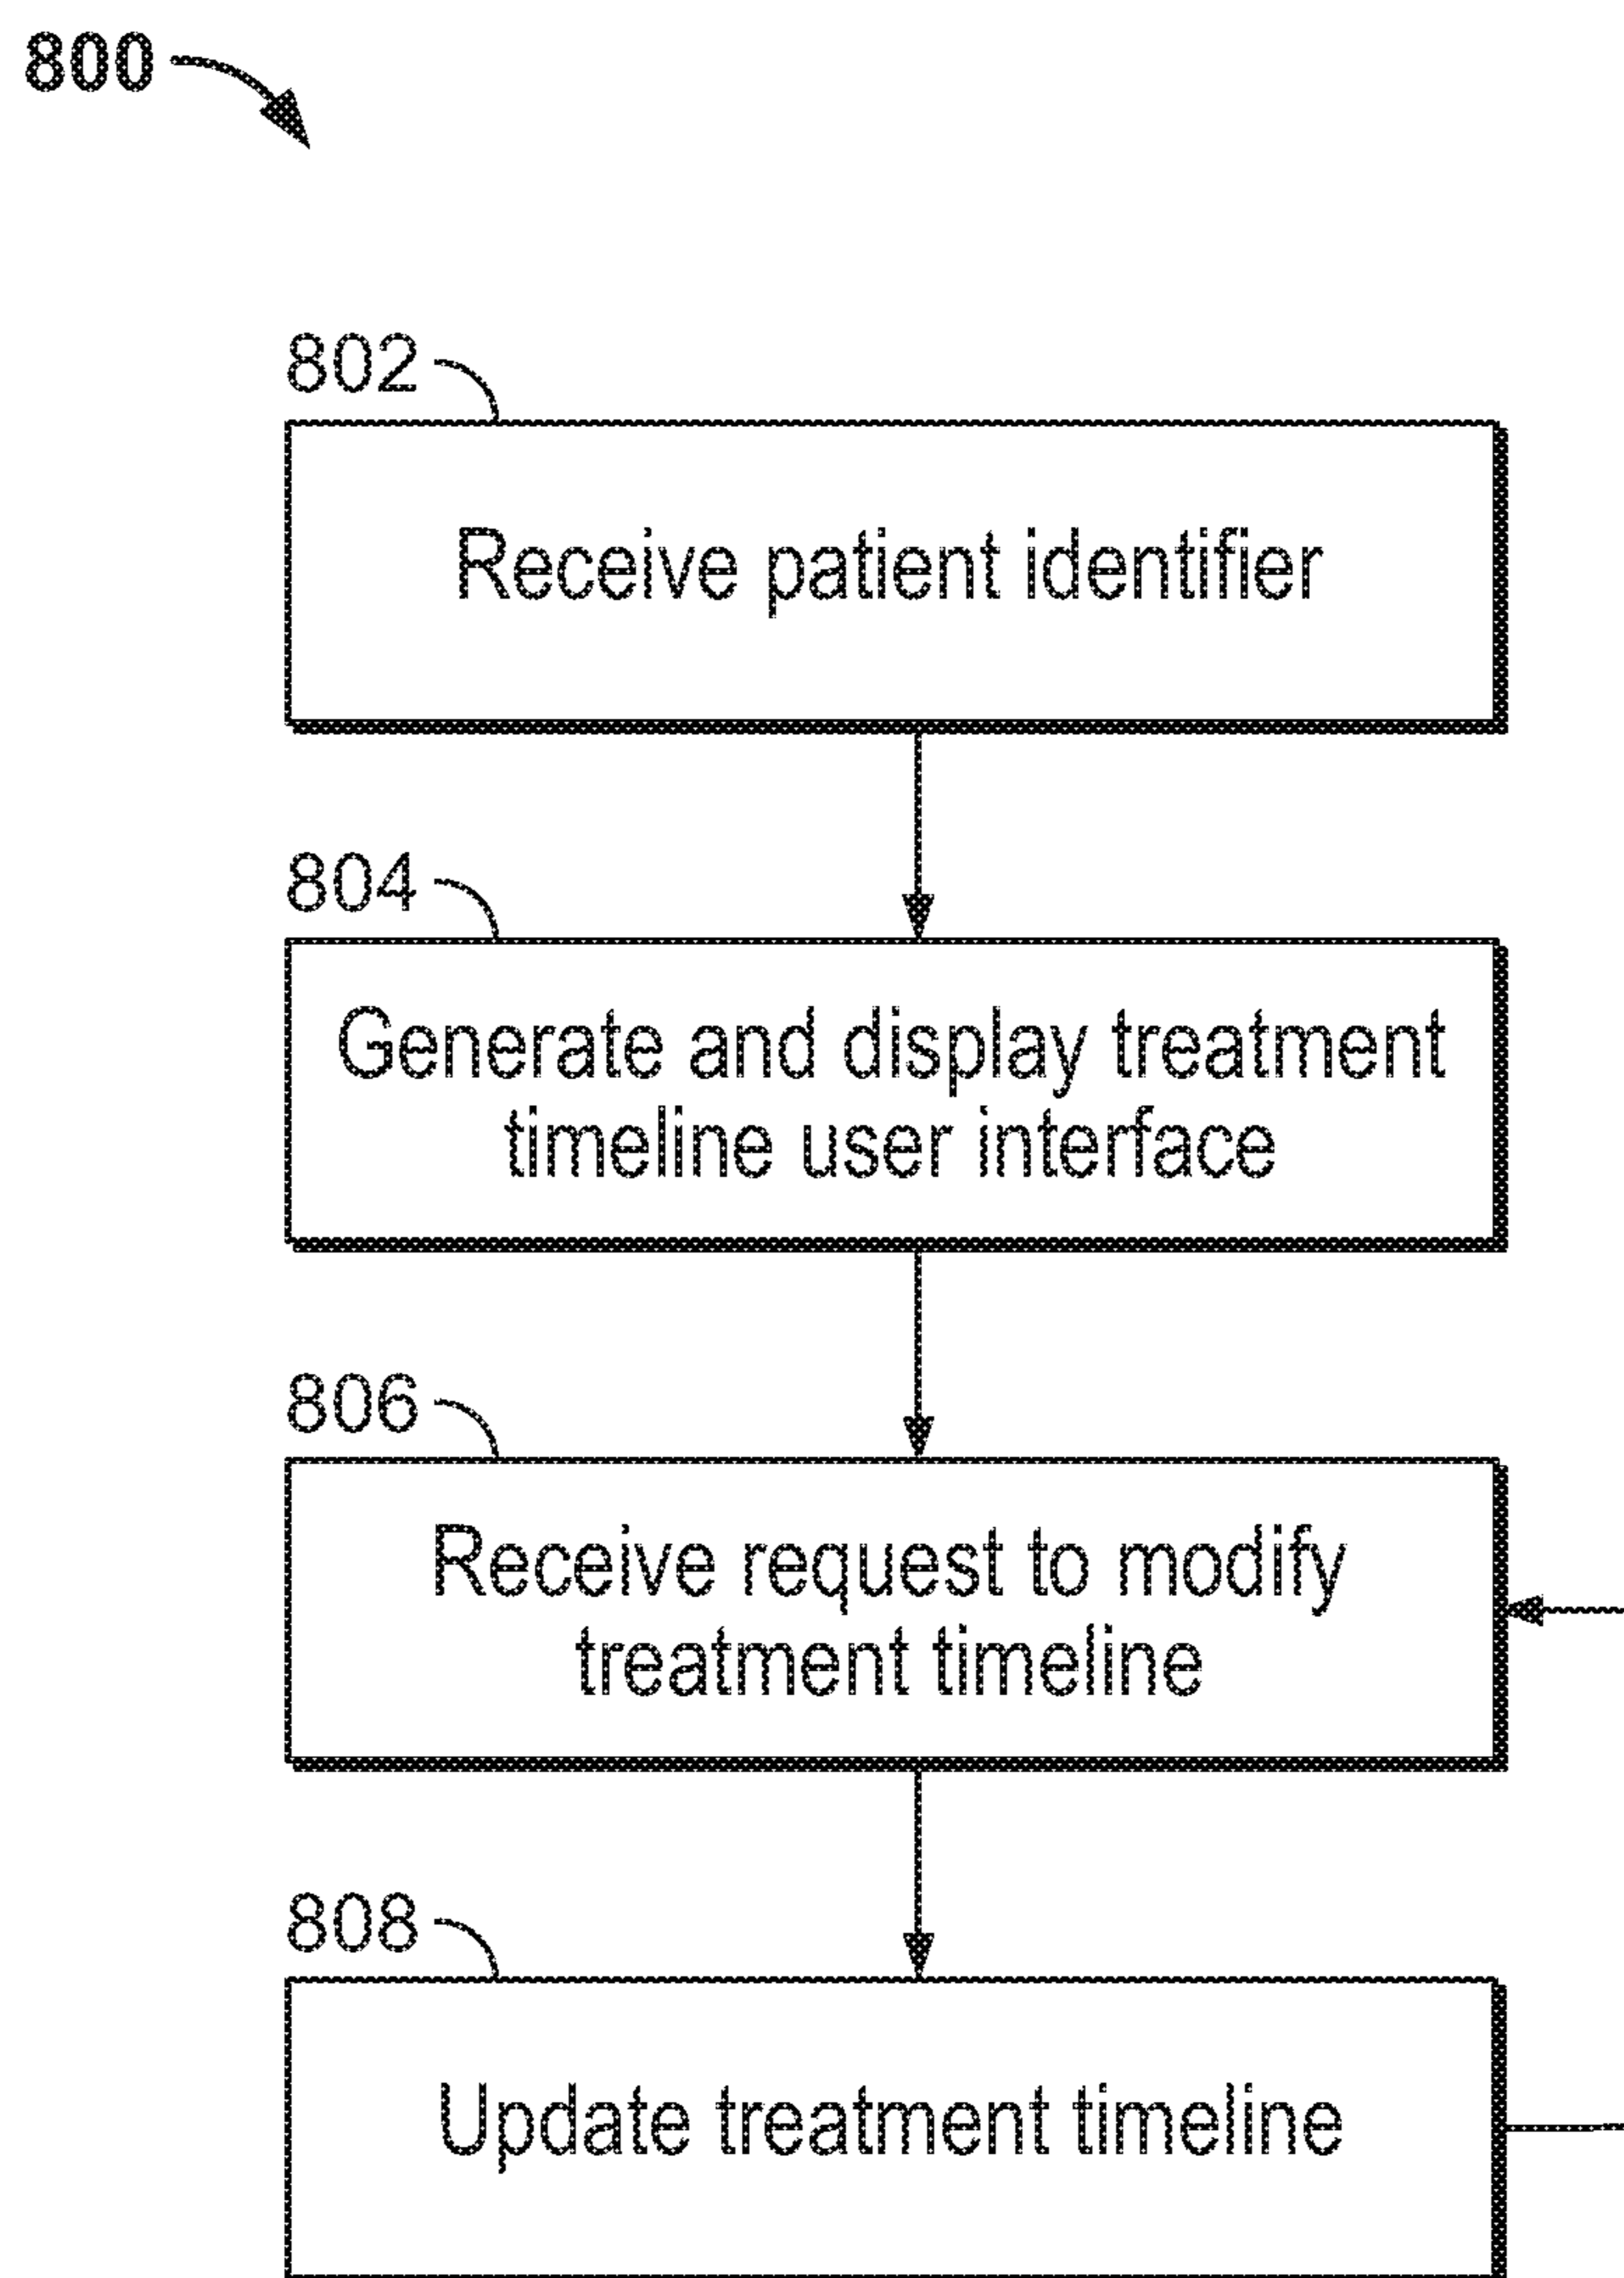 800
802
Receive patient identifier
804
Generate and display treatment
timeline user interface
806
Receive request to modify
treatment timeline
808
Update treatment timeline